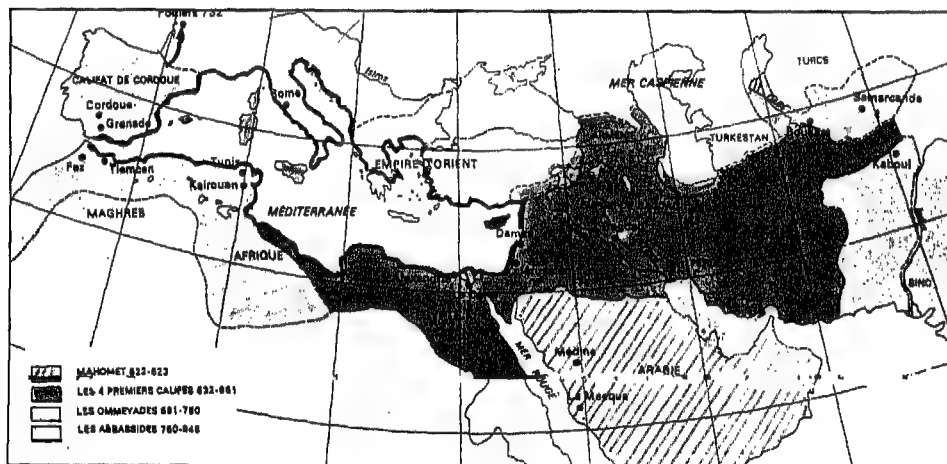 Poitiers 732
CALIFAT DE CORDOUE
Cordoue
Grenade
Fez
Tlemcen
MAGHREB
Tunis
Kairouan
AFRIQUE
Rome
MÉDITERRANÉE
EMPIRE D'ORIENT
Damas
MER CASPIENNE
TURCS
TURKESTAN
Samarcande
Kaboul
SIND
MER ROUGE
Médine
ARABIE
La Mecque
MAHOMET 622-623
LES 4 PREMIERS CALIFES 632-661
LES OMMEYADES 661-750
LES ABBASSIDES 750-945